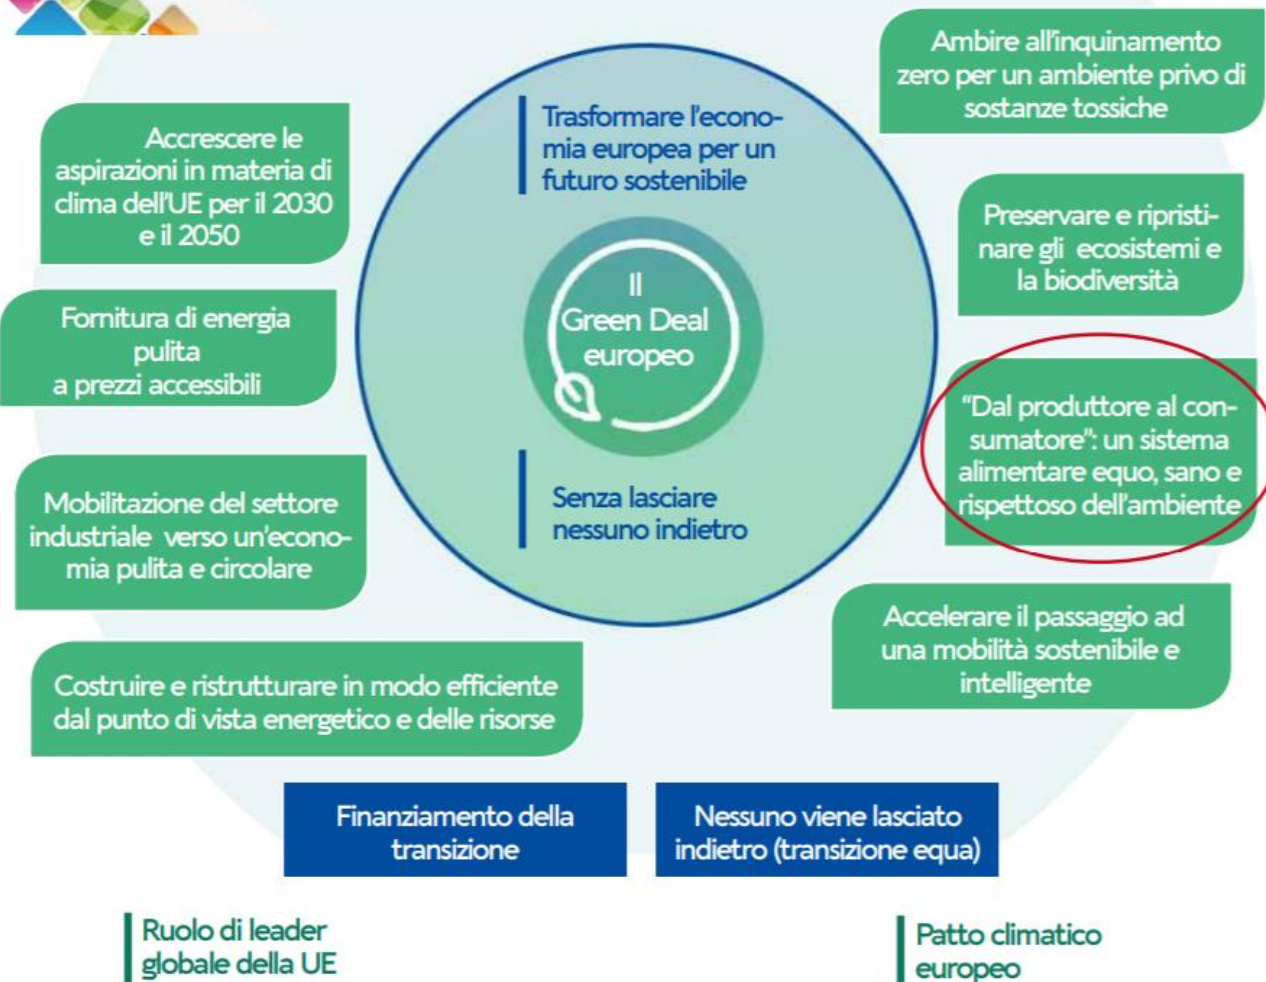 Ambire all'inquinamento
zero per un ambiente privo di
sostanze tossiche
Trasformare l'econo-
mia europea per un
futuro sostenibile
Accrescere le
aspirazioni in materia di
clima dell'UE per il 2030
e il 2050
Preservare e ripristi-
nare gli ecosistemi e
la biodiversità
Il
Green Deal
europeo
Fornitura di energia
pulita
a prezzi accessibili
"Dal produttore al con-
sumatore": un sistema
alimentare equo, sano e
rispettoso dell'ambiente
Mobilitazione del settore
industriale verso un'econo-
mia pulita e circolare
Senza lasciare
nessuno indietro
Accelerare il passaggio ad
una mobilità sostenibile e
intelligente
Costruire e ristrutturare in modo efficiente
dal punto di vista energetico e delle risorse
Finanziamento della
transizione
Nessuno viene lasciato
indietro (transizione equa)
Ruolo di leader
globale della UE
Patto climatico
europeo